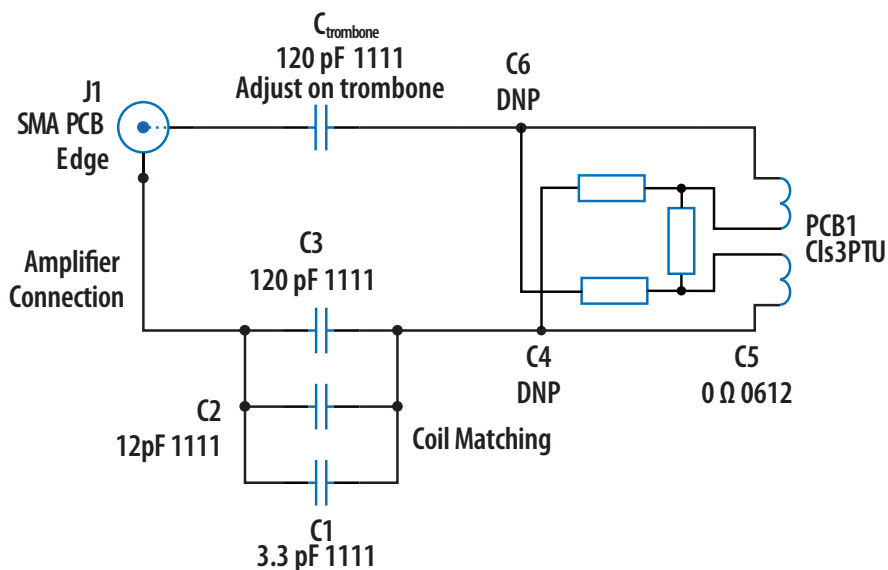 C_trombone
120 pF 1111
Adjust on trombone
J1
SMA PCB
Edge
C6
DNP
PCB1
Cls3PTU
Amplifier
Connection
C3
120 pF 1111
C4
DNP
C5
0 Ω 0612
C2
12pF 1111
Coil Matching
C1
3.3 pF 1111